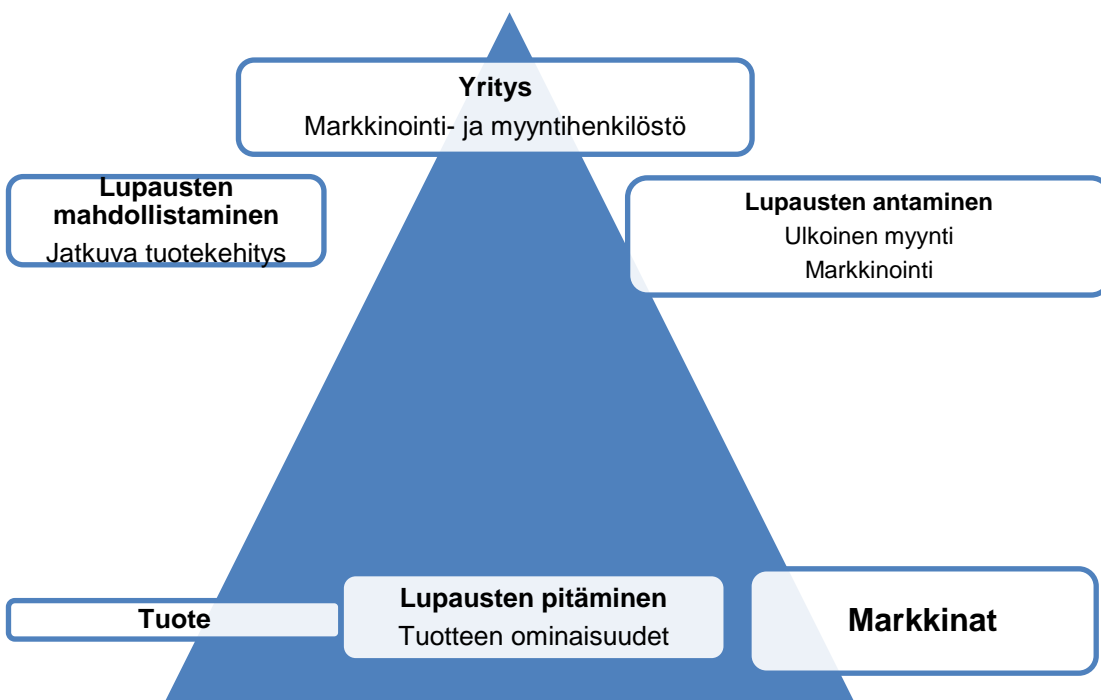 Yritys
Markkinointi- ja myyntihenkilöstö
Lupausten
mahdollistaminen
Jatkuva tuotekehitys
Lupausten antaminen
Ulkoinen myynti
Markkinointi
Tuote
Lupausten pitäminen
Tuotteen ominaisuudet
Markkinat